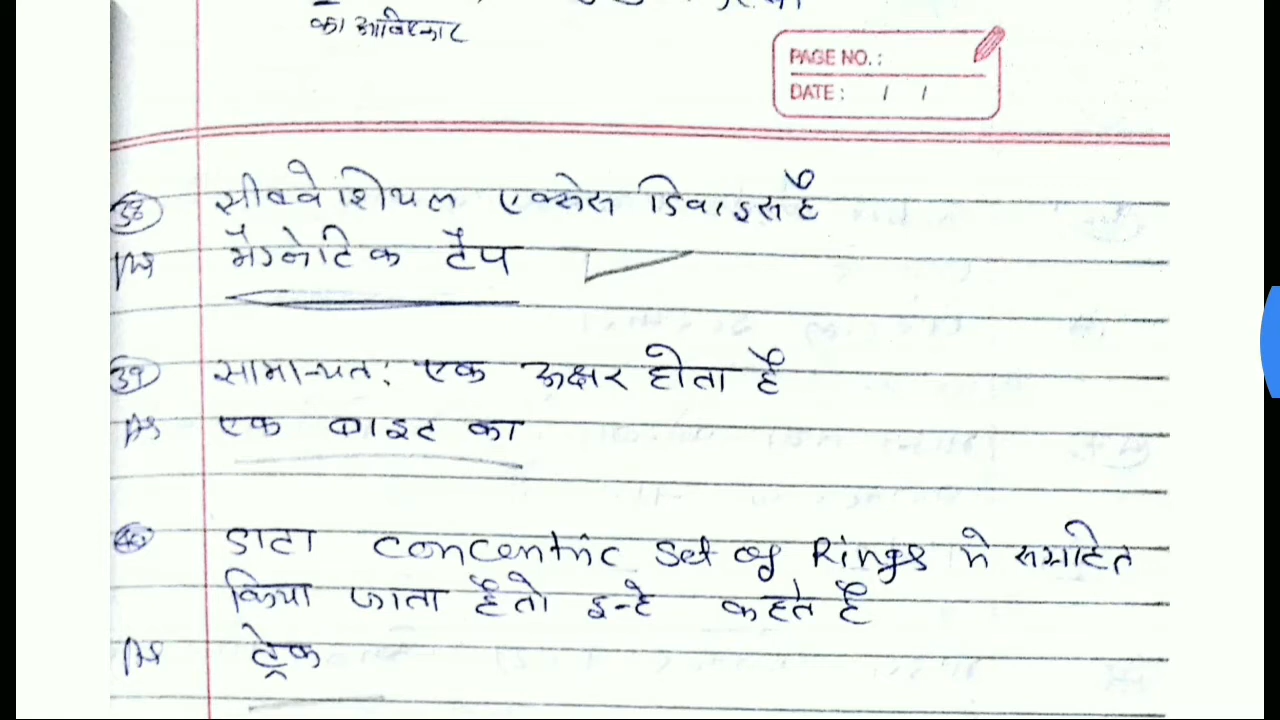 का आविष्कार
PAGE NO.:
DATE: / /
38 सीक्वेशियल एक्सेस डिवाइस है
Ans मैग्नेटिक टैप
39 सामान्यत: एक अक्षर होता है
Ans एक बाइट का
40 डाटा concentric set of Rings मे समाहित
किया जाता है तो इन्हे कहते है
Ans ट्रेक